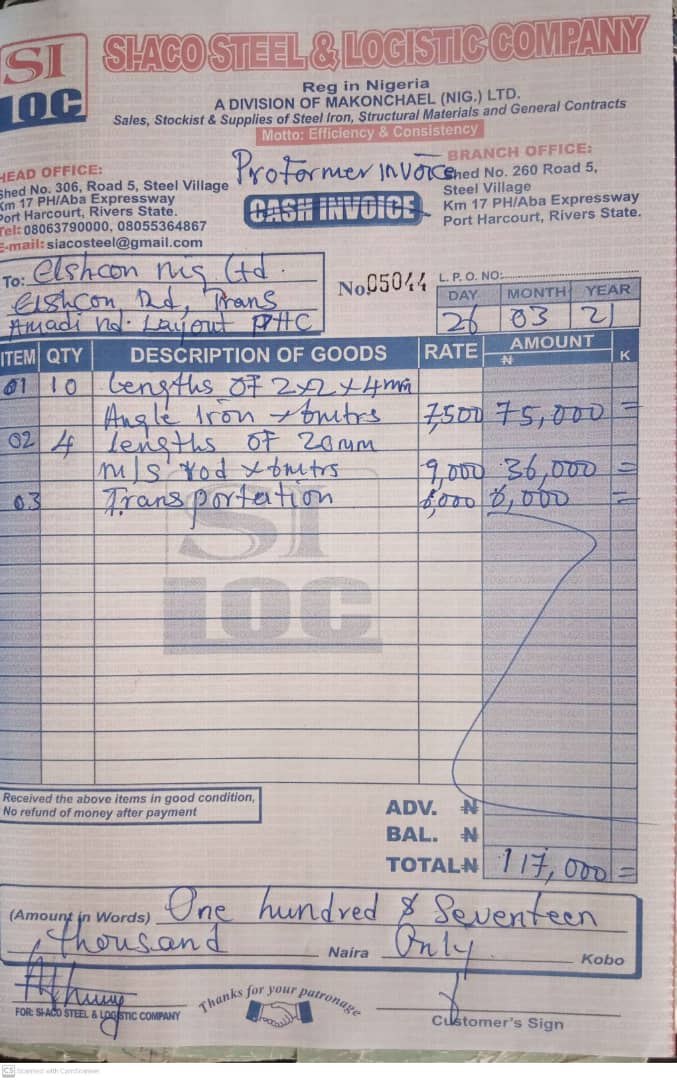 SI
LOC
SI-ACO STEEL & LOGISTIC COMPANY
Reg in Nigeria
A DIVISION OF MAKONCHAEL (NIG.) LTD.
Sales, Stockist & Supplies of Steel Iron, Structural Materials and General Contracts
Motto: Efficiency & Consistency
HEAD OFFICE:
Shed No. 306, Road 5, Steel Village
Km 17 PH/Aba Expressway
Port Harcourt, Rivers State.
Tel: 08063790000, 08055364867
E-mail: siacosteel@gmail.com
Proformer invoice
CASH INVOICE
BRANCH OFFICE:
Shed No. 260 Road 5,
Steel Village
Km 17 PH/Aba Expressway
Port Harcourt, Rivers State.
To: Elshcon Nig Ltd.
Elshcon Rd, Trans
Amadi nd. Layout PHC
No. 05044
L.P.O. NO:
DAY MONTH YEAR
26 03 21
ITEM QTY DESCRIPTION OF GOODS RATE AMOUNT
₦ K
01 10 lengths of 2x2x4mm
Angle Iron x 6mtrs 7,500 75,000 =
02 4 lengths of 20mm
m/s rod x 6mtrs 9,000 36,000 =
03 Transportation 6,000 6,000 =
SI
LOC
Received the above items in good condition,
No refund of money after payment
ADV. ₦
BAL. ₦
TOTAL ₦ 117,000 =
(Amount in Words) One hundred & Seventeen
thousand Naira Only Kobo
FOR: SI-ACO STEEL & LOGISTIC COMPANY
Thanks for your patronage
Customer's Sign
CS Scanned with CamScanner